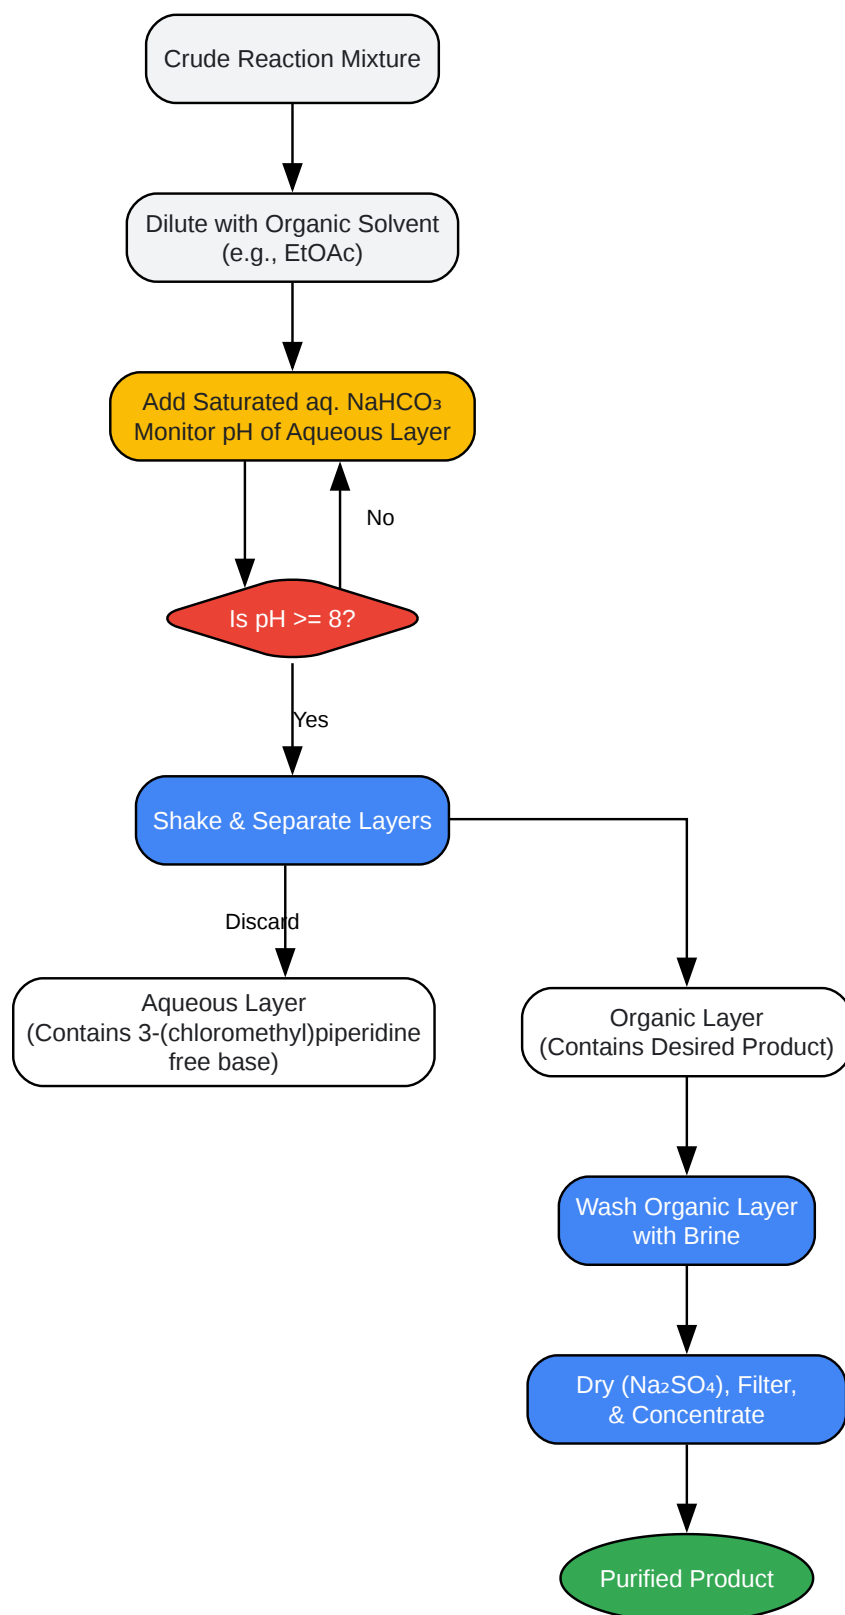 Crude Reaction Mixture
Dilute with Organic Solvent
(e.g., EtOAc)
Add Saturated aq. NaHCO₃
Monitor pH of Aqueous Layer
No
Is pH >= 8?
Yes
Shake & Separate Layers
Discard
Aqueous Layer
(Contains 3-(chloromethyl)piperidine
free base)
Organic Layer
(Contains Desired Product)
Wash Organic Layer
with Brine
Dry (Na₂SO₄), Filter,
& Concentrate
Purified Product